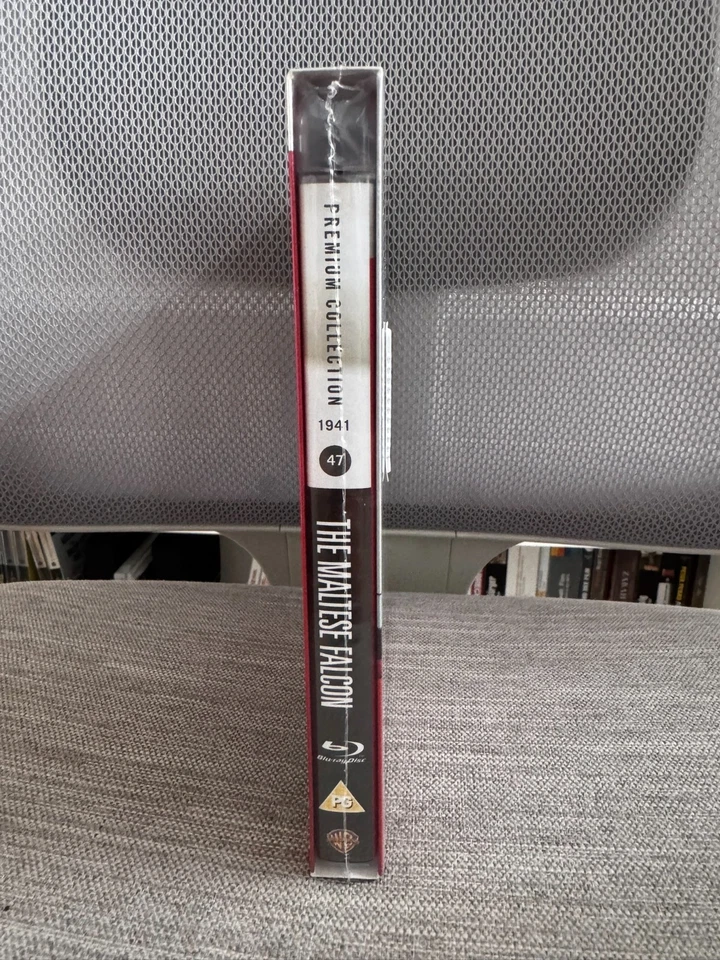 PREMIUM COLLECTION
1941
47
THE MALTESE FALCON
Blu-ray Disc
PG